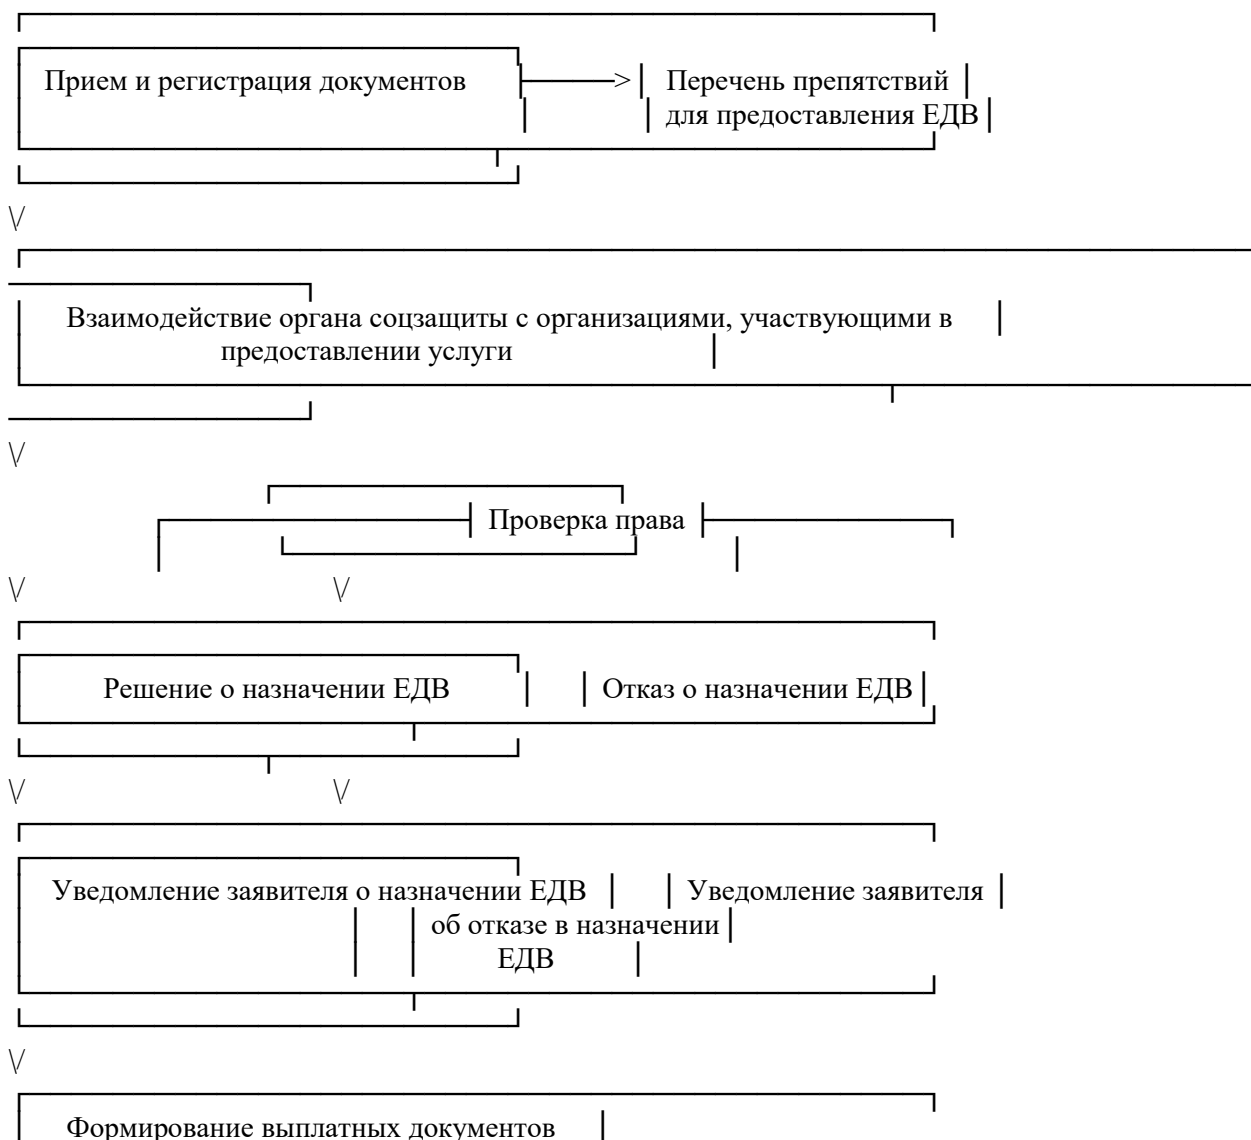 Прием и регистрация документов > Перечень препятствий
для предоставления ЕДВ
\/
Взаимодействие органа соцзащиты с организациями, участвующими в
предоставлении услуги
\/
Проверка права
\/ \/
Решение о назначении ЕДВ Отказ о назначении ЕДВ
\/ \/
Уведомление заявителя о назначении ЕДВ Уведомление заявителя
об отказе в назначении
ЕДВ
\/
Формирование выплатных документов